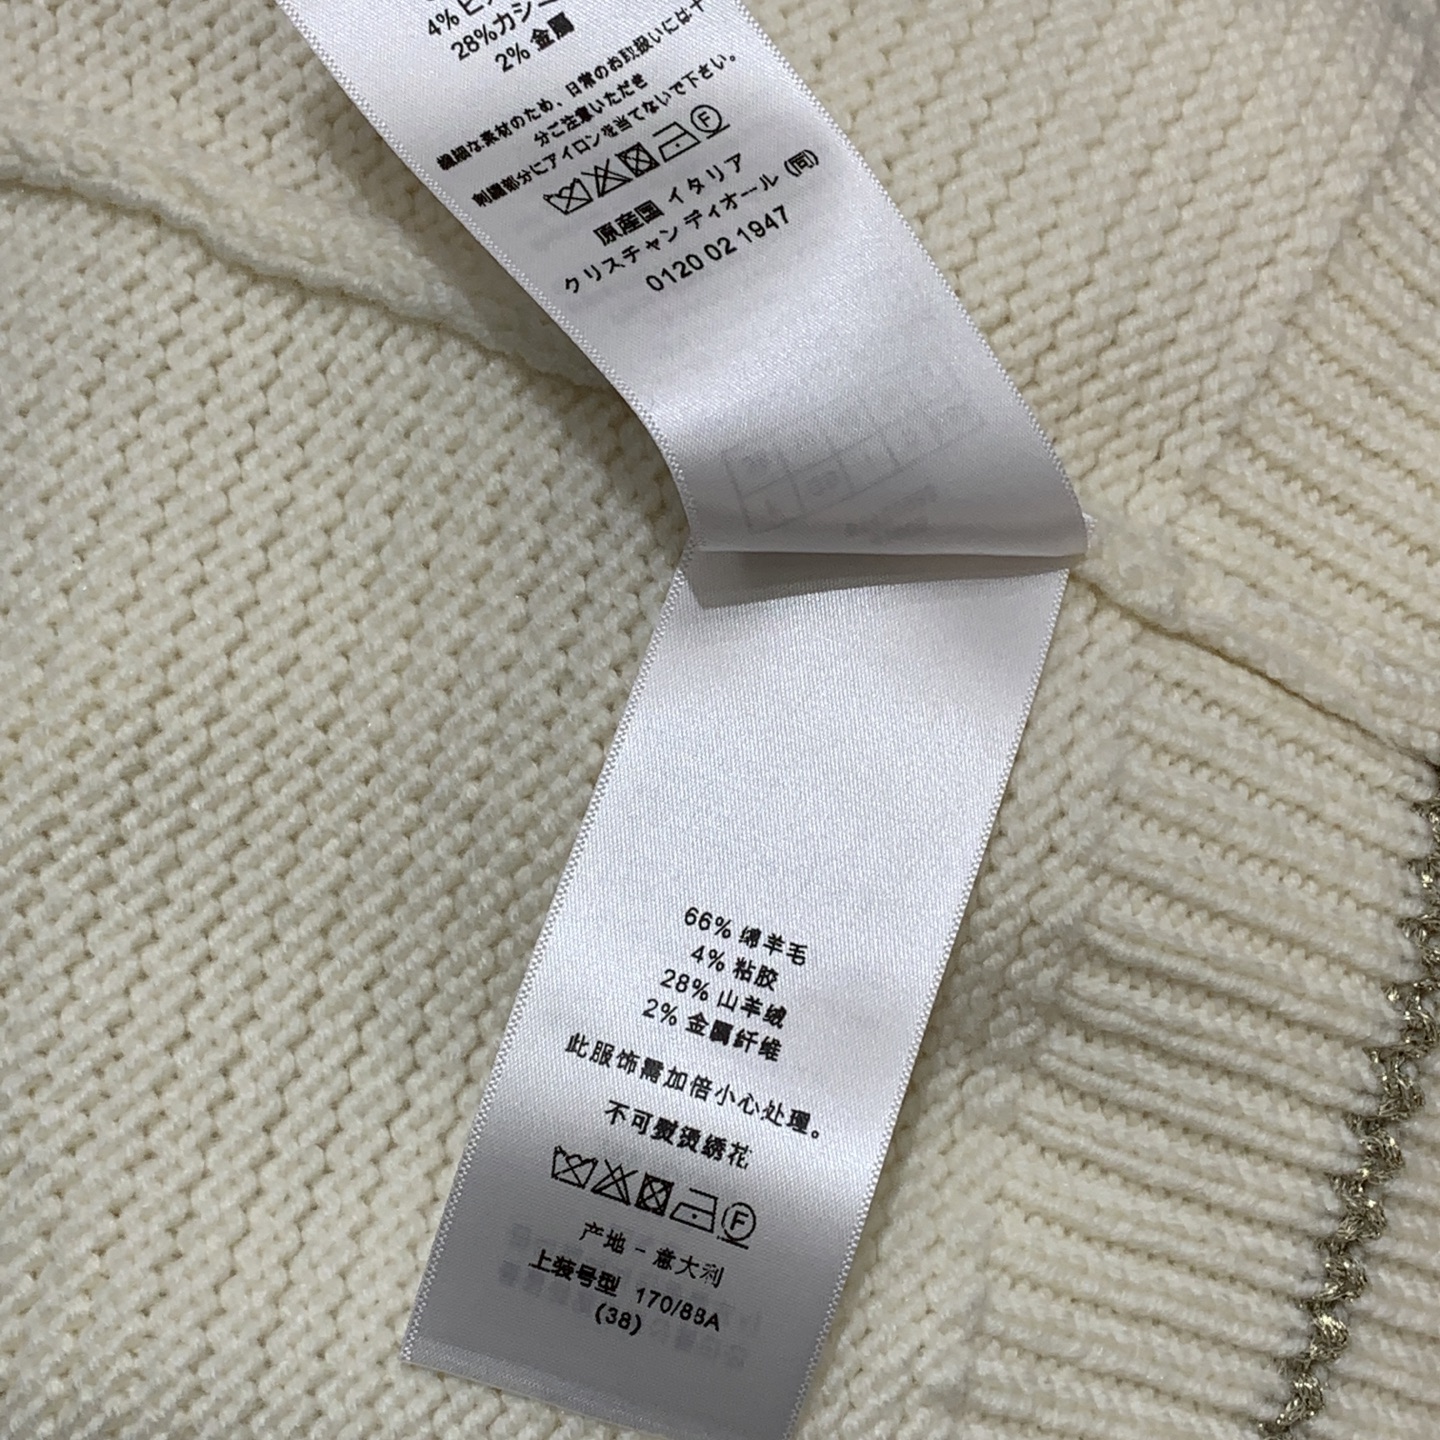 4% ビス
28%カシ
2% 金属
繊細な素材のため、日常のお取扱いには十
分ご注意いただき
刺繍部分にアイロンを当てないで下さい。
F
原産国 イタリア
クリスチャン ディオール (同)
0120 02 1947
66% 绵羊毛
4% 粘胶
28% 山羊绒
2% 金属纤维
此服饰需加倍小心处理。
不可熨烫绣花
F
产地 - 意大利
上装号型 170/88A
(38)